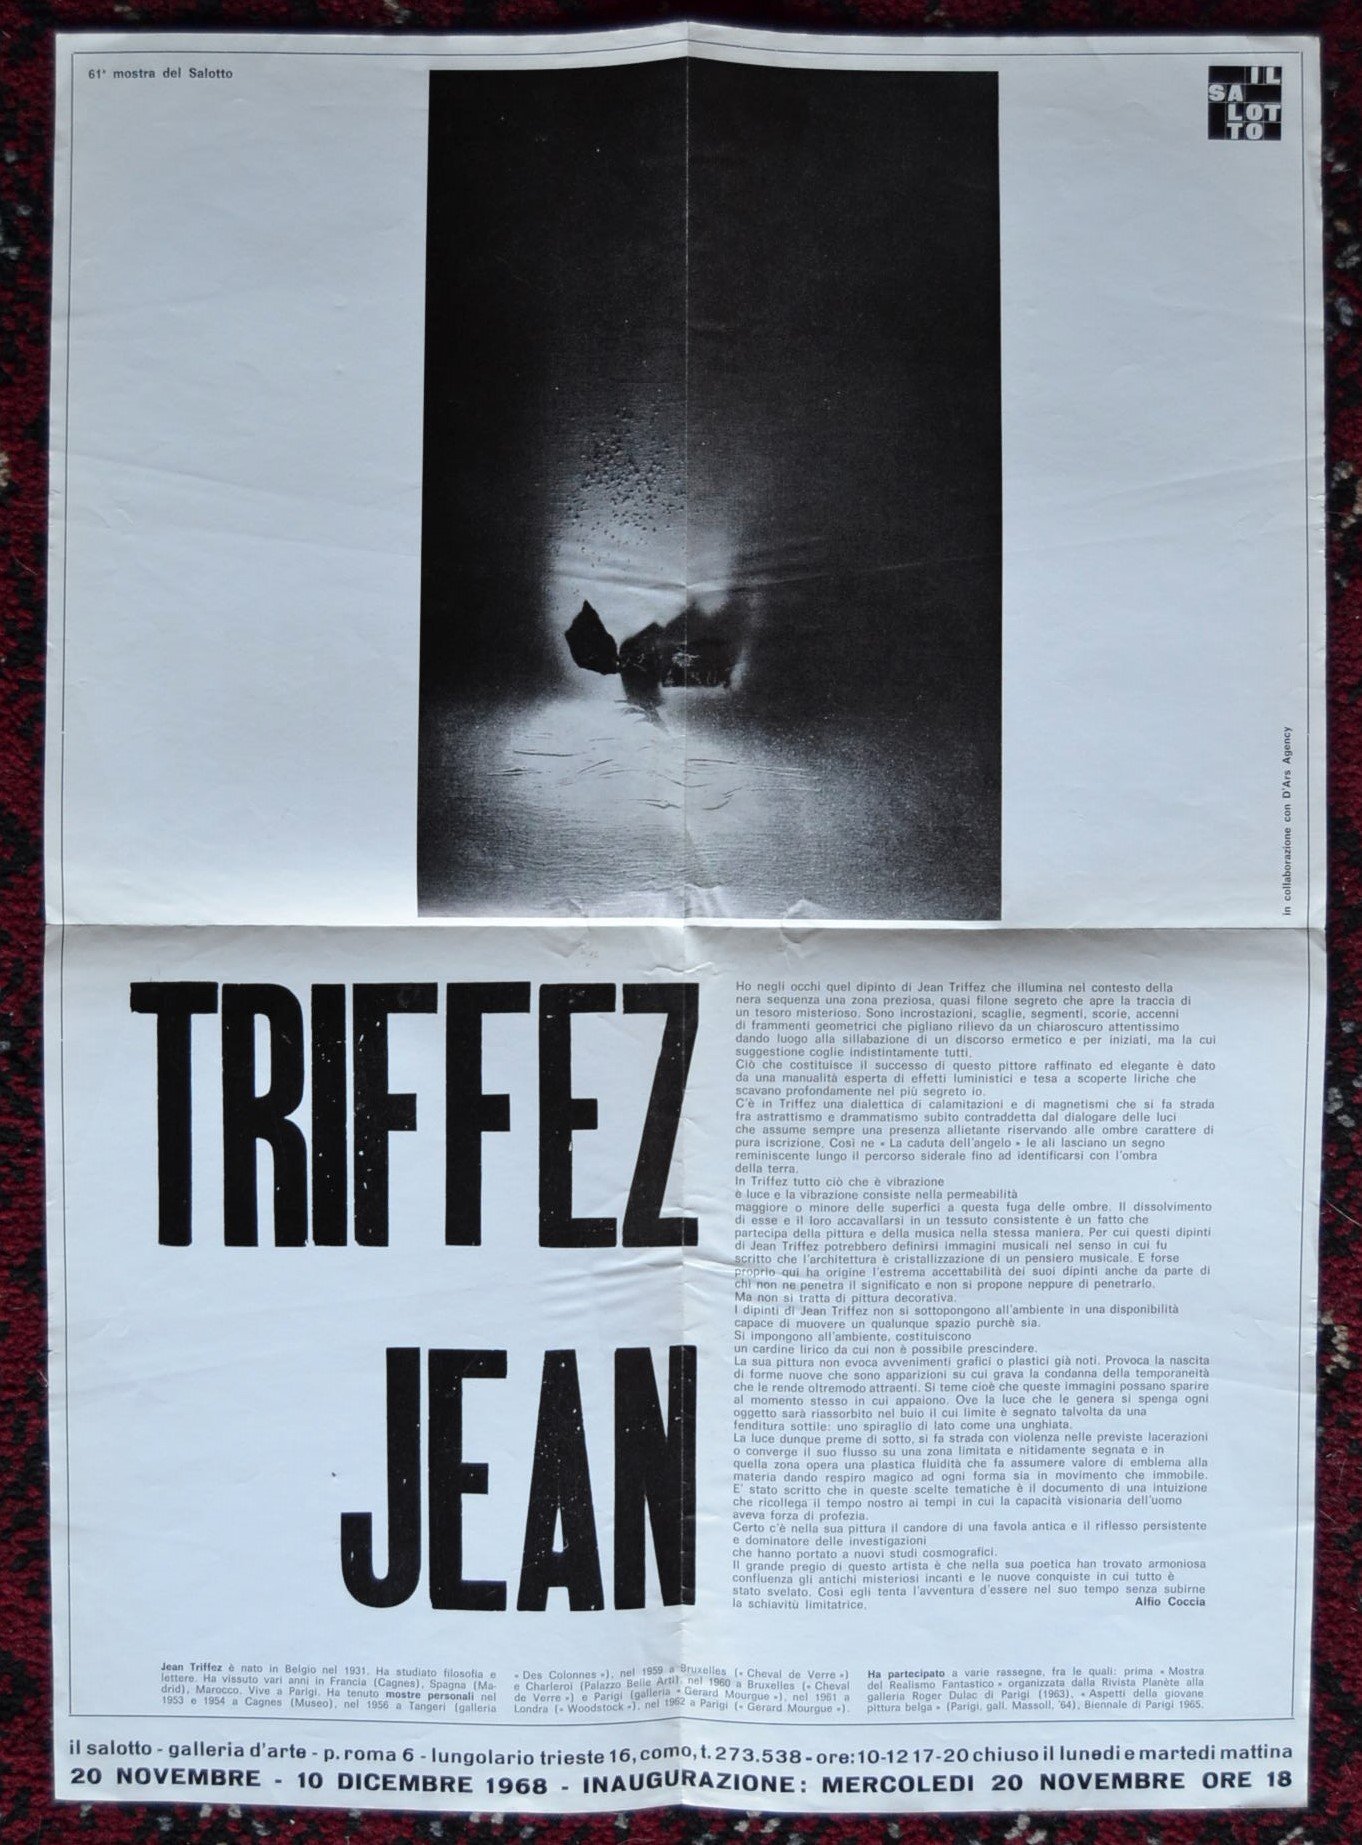 61ª mostra del Salotto
IL
SA
LOT
TO
in collaborazione con D'Ars Agency
TRIFFEZ
JEAN
Ho negli occhi quel dipinto di Jean Triffez che illumina nel contesto della
nera sequenza una zona preziosa, quasi filone segreto che apre la traccia di
un tesoro misterioso. Sono incrostazioni, scaglie, segmenti, scorie, accenni
di frammenti geometrici che pigliano rilievo da un chiaroscuro attentissimo
dando luogo alla sillabazione di un discorso ermetico e per iniziati, ma la cui
suggestione coglie indistintamente tutti.
Ciò che costituisce il successo di questo pittore raffinato ed elegante è dato
da una manualità esperta di effetti luministici e tesa a scoperte liriche che
scavano profondamente nel più segreto io.
C'è in Triffez una dialettica di calamitazioni e di magnetismi che si fa strada
fra astrattismo e drammatismo subito contraddetta dal dialogare delle luci
che assume sempre una presenza allietante riservando alle ombre carattere di
pura iscrizione. Così ne « La caduta dell'angelo » le ali lasciano un segno
reminiscente lungo il percorso siderale fino ad identificarsi con l'ombra
della terra.
In Triffez tutto ciò che è vibrazione
è luce e la vibrazione consiste nella permeabilità
maggiore o minore delle superfici a questa fuga delle ombre. Il dissolvimento
di esse e il loro accavallarsi in un tessuto consistente è un fatto che
partecipa della pittura e della musica nella stessa maniera. Per cui questi dipinti
di Jean Triffez potrebbero definirsi immagini musicali nel senso in cui fu
scritto che l'architettura è cristallizzazione di un pensiero musicale. E forse
proprio qui ha origine l'estrema accettabilità dei suoi dipinti anche da parte di
chi non ne penetra il significato e non si propone neppure di penetrarlo.
Ma non si tratta di pittura decorativa.
I dipinti di Jean Triffez non si sottopongono all'ambiente in una disponibilità
capace di muovere un qualunque spazio purchè sia.
Si impongono all'ambiente, costituiscono
un cardine lirico da cui non è possibile prescindere.
La sua pittura non evoca avvenimenti grafici o plastici già noti. Provoca la nascita
di forme nuove che sono apparizioni su cui grava la condanna della temporaneità
che le rende oltremodo attraenti. Si teme cioè che queste immagini possano sparire
al momento stesso in cui appaiono. Ove la luce che le genera si spenga ogni
oggetto sarà riassorbito nel buio il cui limite è segnato talvolta da una
fenditura sottile: uno spiraglio di lato come una unghiata.
La luce dunque preme di sotto, si fa strada con violenza nelle previste lacerazioni
o converge il suo flusso su una zona limitata e nitidamente segnata e in
quella zona opera una plastica fluidità che fa assumere valore di emblema alla
materia dando respiro magico ad ogni forma sia in movimento che immobile.
E' stato scritto che in queste scelte tematiche è il documento di una intuizione
che ricollega il tempo nostro ai tempi in cui la capacità visionaria dell'uomo
aveva forza di profezia.
Certo c'è nella sua pittura il candore di una favola antica e il riflesso persistente
e dominatore delle investigazioni
che hanno portato a nuovi studi cosmografici.
Il grande pregio di questo artista è che nella sua poetica han trovato armoniosa
confluenza gli antichi misteriosi incanti e le nuove conquiste in cui tutto è
stato svelato. Così egli tenta l'avventura d'essere nel suo tempo senza subirne
la schiavitù limitatrice.
Alfio Coccia
Jean Triffez è nato in Belgio nel 1931. Ha studiato filosofia e
lettere. Ha vissuto vari anni in Francia (Cagnes), Spagna (Ma-
drid), Marocco. Vive a Parigi. Ha tenuto mostre personali nel
1953 e 1954 a Cagnes (Museo), nel 1956 a Tangeri (galleria
« Des Colonnes »), nel 1959 a Bruxelles (« Cheval de Verre »)
e Charleroi (Palazzo Belle Arti), nel 1960 a Bruxelles (« Cheval
de Verre ») e Parigi (galleria « Gerard Mourgue »), nel 1961 a
Londra (« Woodstock »), nel 1962 a Parigi (« Gerard Mourgue »).
Ha partecipato a varie rassegne, fra le quali: prima « Mostra
del Realismo Fantastico » organizzata dalla Rivista Planète alla
galleria Roger Dulac di Parigi (1963), « Aspetti della giovane
pittura belga » (Parigi, gall. Massoll, '64), Biennale di Parigi 1965.
il salotto - galleria d'arte - p. roma 6 - lungolario trieste 16, como, t. 273.538 - ore: 10-12 17-20 chiuso il lunedì e martedì mattina
20 NOVEMBRE - 10 DICEMBRE 1968 - INAUGURAZIONE: MERCOLEDI 20 NOVEMBRE ORE 18